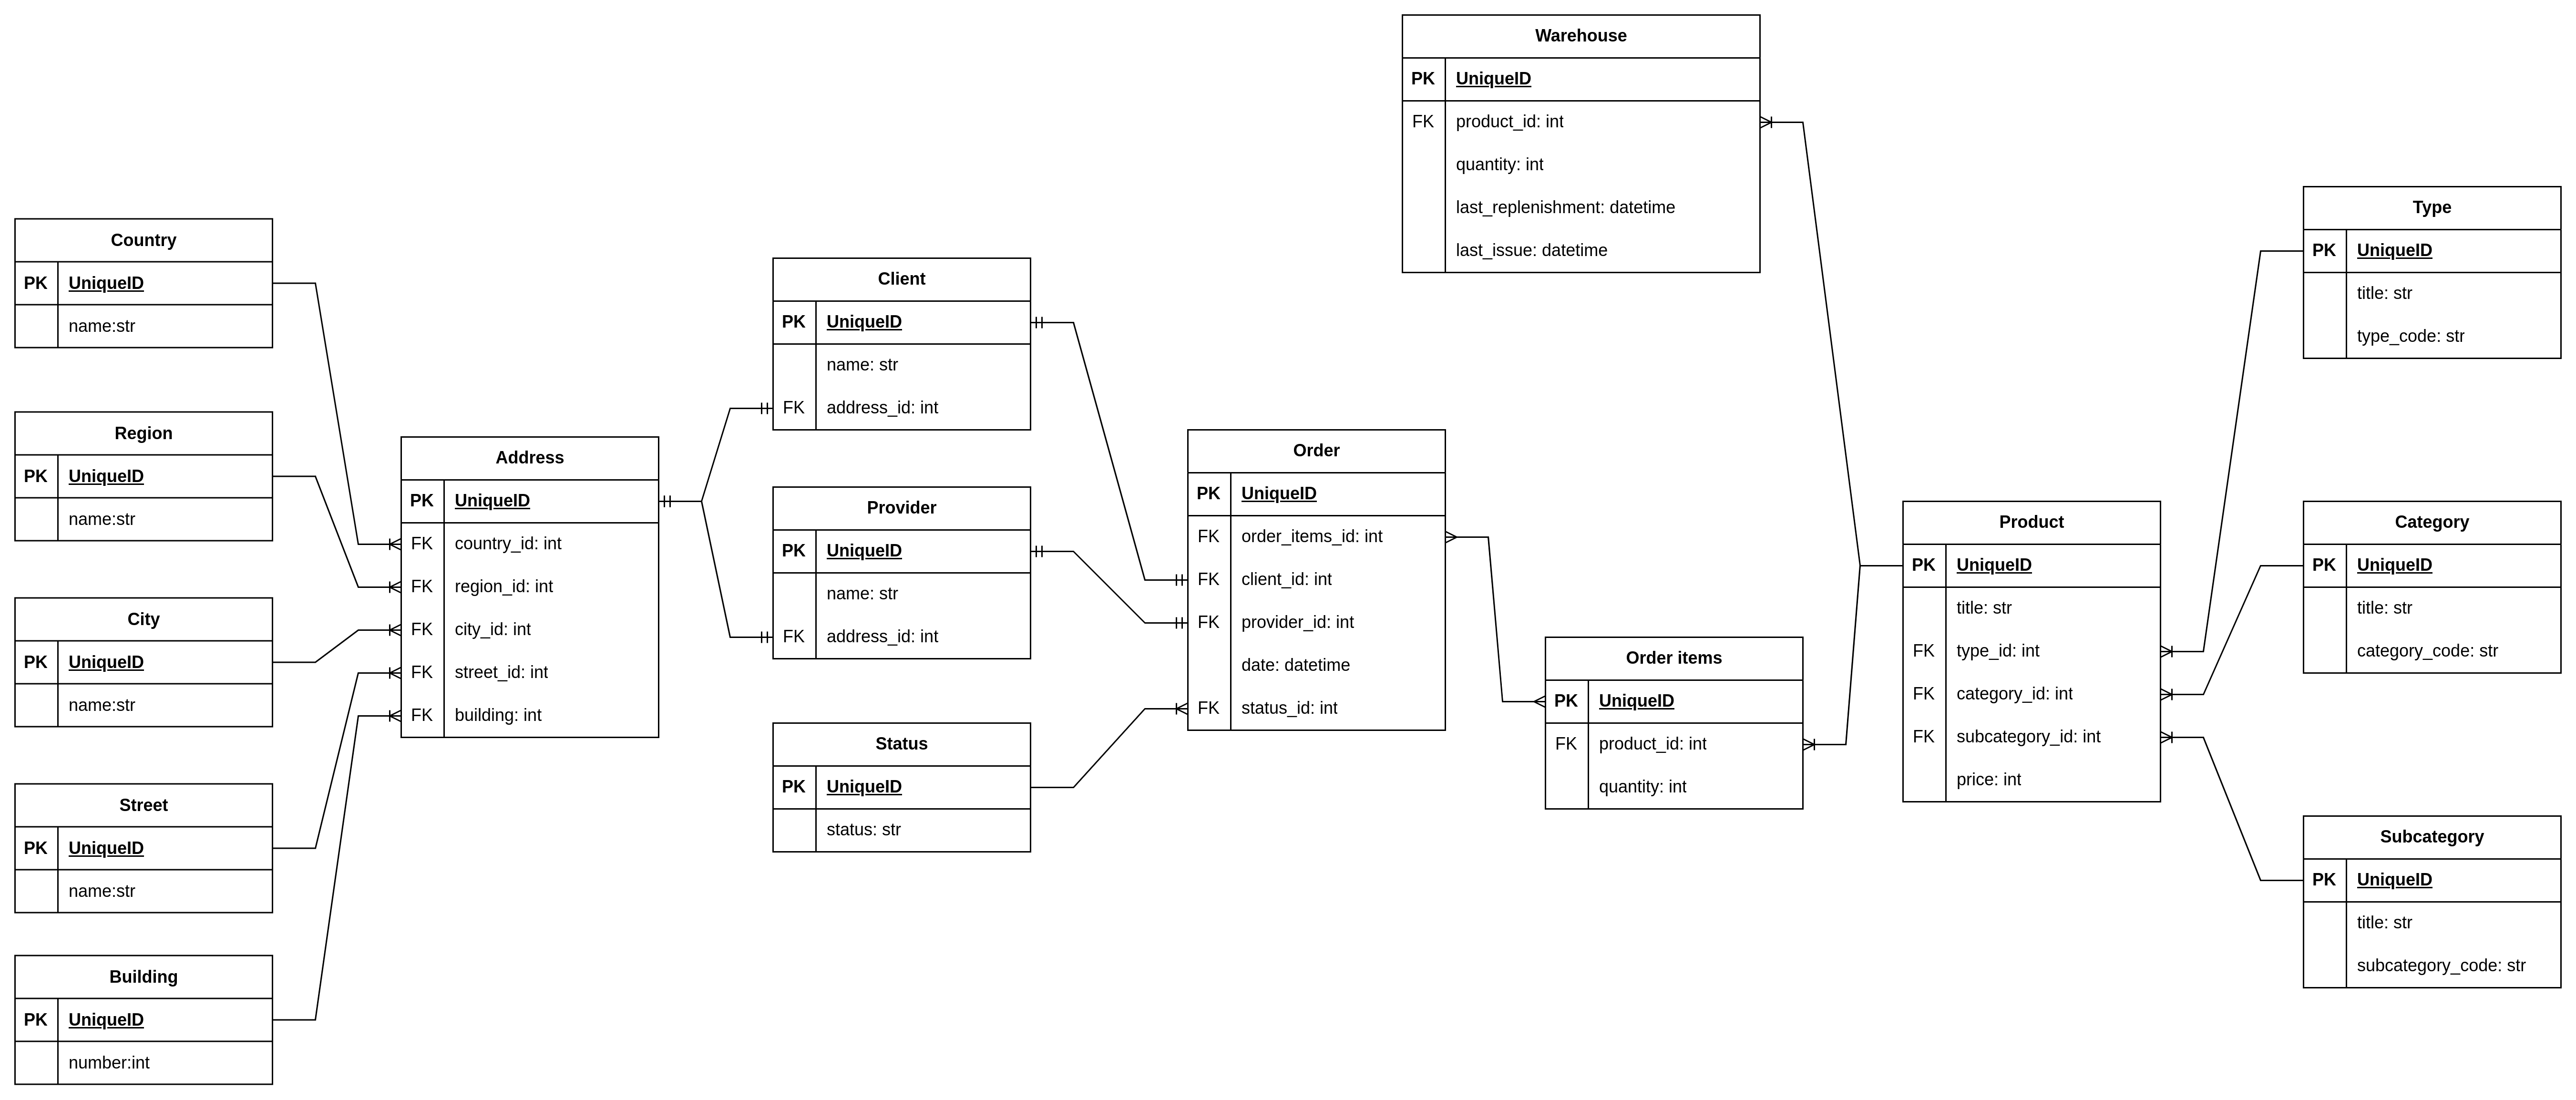 Warehouse
PK UniqueID
FK product_id: int
quantity: int
last_replenishment: datetime
last_issue: datetime
Country
PK UniqueID
name:str
Region
PK UniqueID
name:str
City
PK UniqueID
name:str
Street
PK UniqueID
name:str
Building
PK UniqueID
number:int
Address
PK UniqueID
FK country_id: int
FK region_id: int
FK city_id: int
FK street_id: int
FK building: int
Client
PK UniqueID
name: str
FK address_id: int
Provider
PK UniqueID
name: str
FK address_id: int
Status
PK UniqueID
status: str
Order
PK UniqueID
FK order_items_id: int
FK client_id: int
FK provider_id: int
date: datetime
FK status_id: int
Order items
PK UniqueID
FK product_id: int
quantity: int
Product
PK UniqueID
title: str
FK type_id: int
FK category_id: int
FK subcategory_id: int
price: int
Type
PK UniqueID
title: str
type_code: str
Category
PK UniqueID
title: str
category_code: str
Subcategory
PK UniqueID
title: str
subcategory_code: str